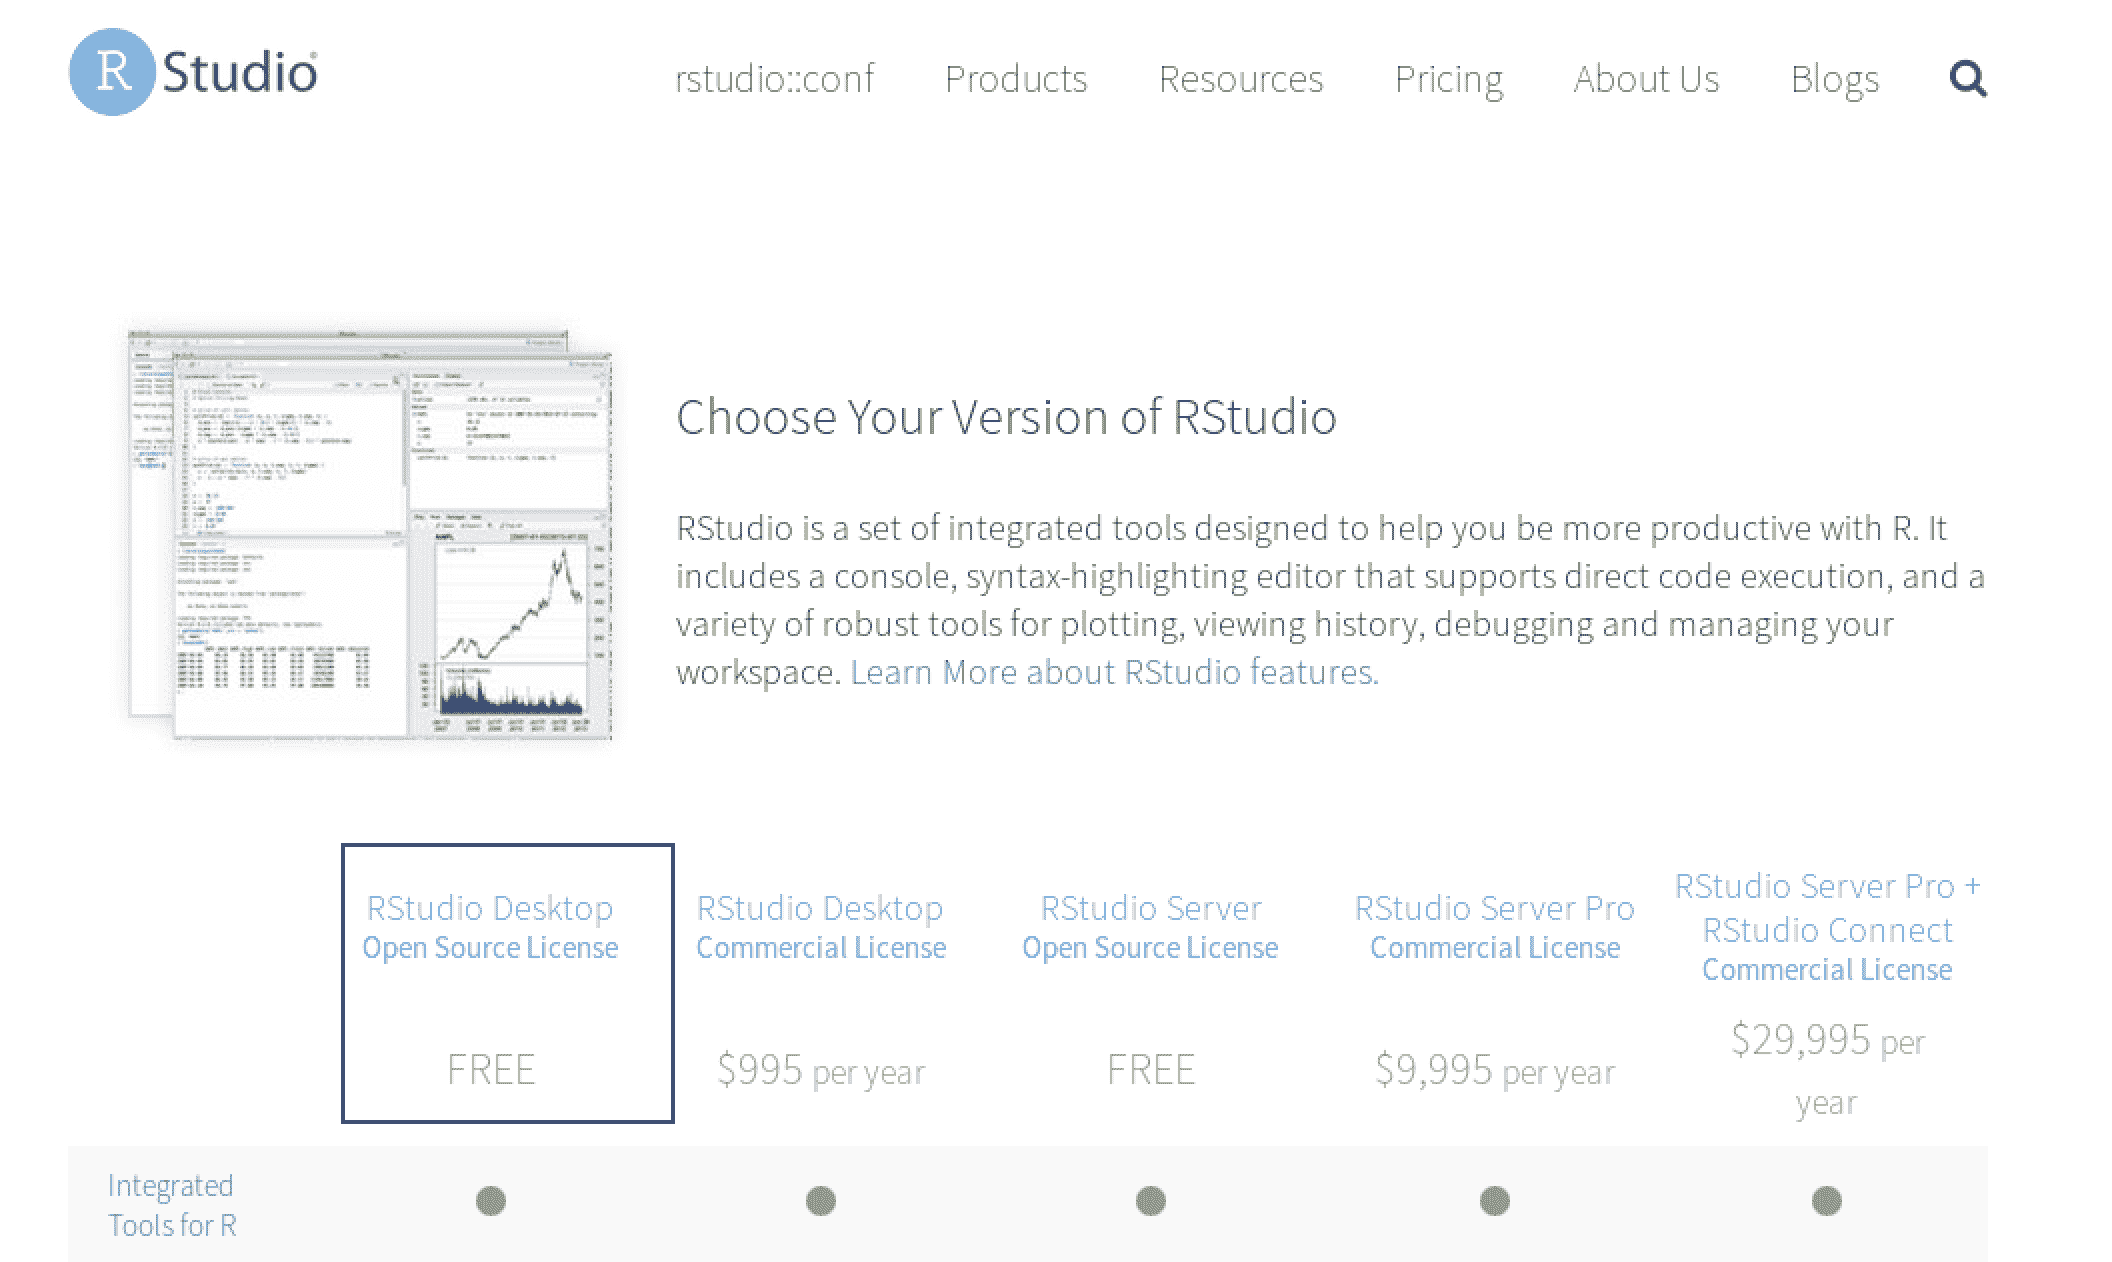 R Studio
rstudio::conf Products Resources Pricing About Us Blogs
Choose Your Version of RStudio
RStudio is a set of integrated tools designed to help you be more productive with R. It
includes a console, syntax-highlighting editor that supports direct code execution, and a
variety of robust tools for plotting, viewing history, debugging and managing your
workspace. Learn More about RStudio features.
RStudio Desktop
Open Source License
FREE
RStudio Desktop
Commercial License
$995 per year
RStudio Server
Open Source License
FREE
RStudio Server Pro
Commercial License
$9,995 per year
RStudio Server Pro +
RStudio Connect
Commercial License
$29,995 per
year
Integrated
Tools for R